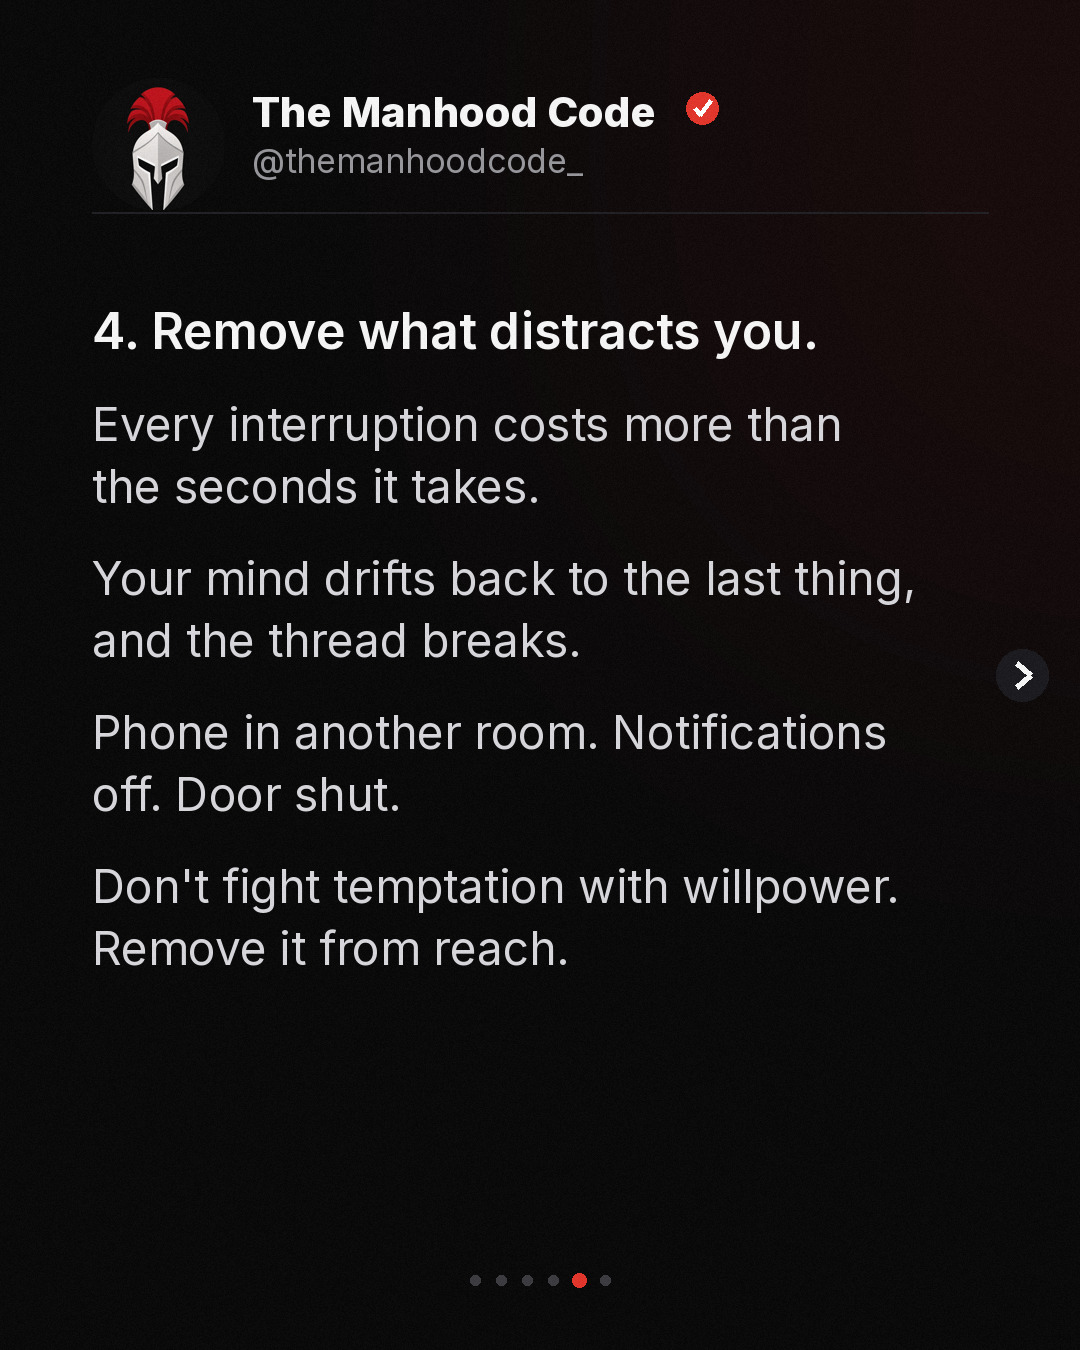 The Manhood Code
@themanhoodcode_
4. Remove what distracts you.
Every interruption costs more than
the seconds it takes.
Your mind drifts back to the last thing,
and the thread breaks.
Phone in another room. Notifications
off. Door shut.
Don't fight temptation with willpower.
Remove it from reach.